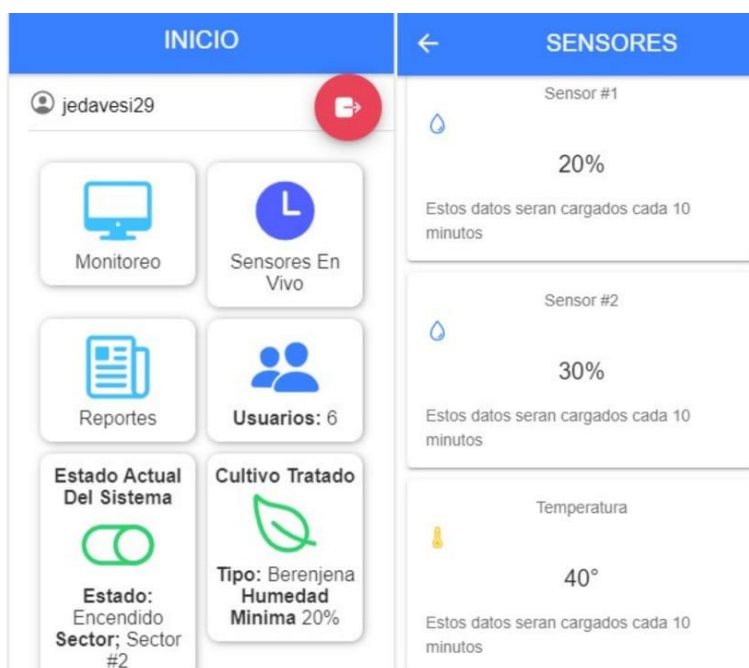 INICIO
jedavesi29
Monitoreo
Sensores En
Vivo
Reportes
Usuarios: 6
Estado Actual
Del Sistema
Estado:
Encendido
Sector; Sector
#2
Cultivo Tratado
Tipo: Berenjena
Humedad
Minima 20%
SENSORES
Sensor #1
20%
Estos datos seran cargados cada 10
minutos
Sensor #2
30%
Estos datos seran cargados cada 10
minutos
Temperatura
40°
Estos datos seran cargados cada 10
minutos